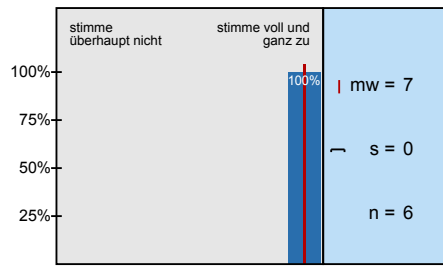 stimme
überhaupt nicht
stimme voll und
ganz zu
100%
75%
50%
25%
100%
mw = 7
s = 0
n = 6